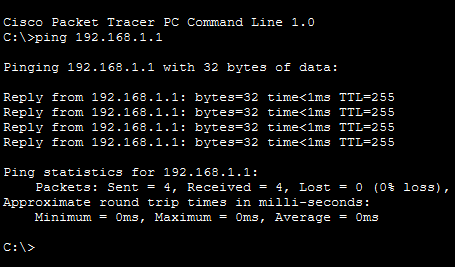 Cisco Packet Tracer PC Command Line 1.0
C:\>ping 192.168.1.1
Pinging 192.168.1.1 with 32 bytes of data:
Reply from 192.168.1.1: bytes=32 time<1ms TTL=255
Reply from 192.168.1.1: bytes=32 time<1ms TTL=255
Reply from 192.168.1.1: bytes=32 time<1ms TTL=255
Reply from 192.168.1.1: bytes=32 time<1ms TTL=255
Ping statistics for 192.168.1.1:
    Packets: Sent = 4, Received = 4, Lost = 0 (0% loss),
Approximate round trip times in milli-seconds:
    Minimum = 0ms, Maximum = 0ms, Average = 0ms
C:\>